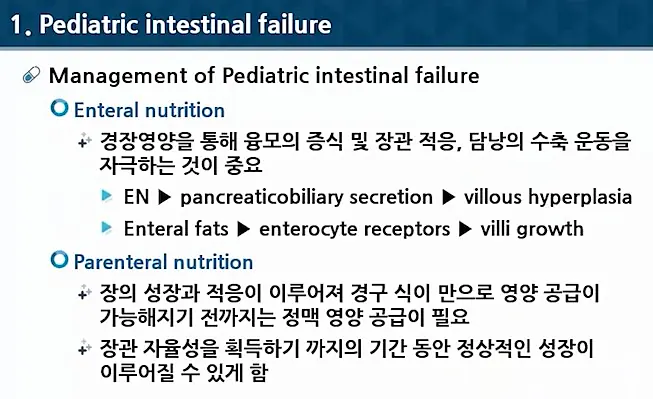 1. Pediatric intestinal failure
Management of Pediatric intestinal failure
Enteral nutrition
경장영양을 통해 융모의 증식 및 장관 적응, 담낭의 수축 운동을
자극하는 것이 중요
EN ▶ pancreaticobiliary secretion ▶ villous hyperplasia
Enteral fats ▶ enterocyte receptors ▶ villi growth
Parenteral nutrition
장의 성장과 적응이 이루어져 경구 식이 만으로 영양 공급이
가능해지기 전까지는 정맥 영양 공급이 필요
장관 자율성을 획득하기 까지의 기간 동안 정상적인 성장이
이루어질 수 있게 함